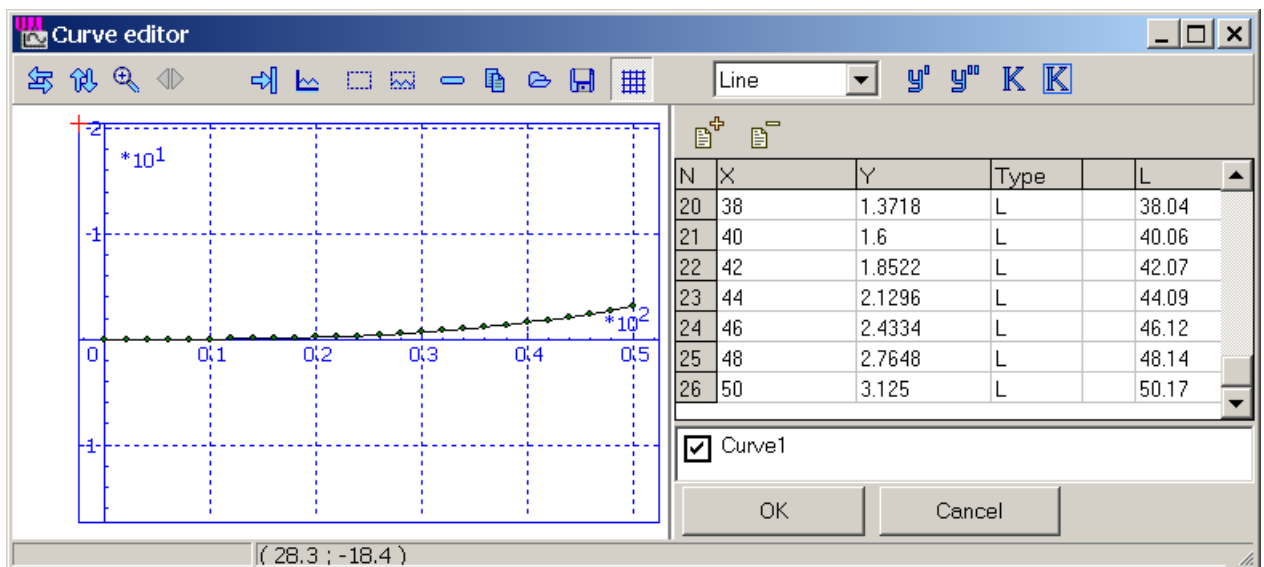 Curve editor
Line y' y'' K K
-2
*101
-1
*102
0 0.1 0.2 0.3 0.4 0.5
1
N X Y Type L
20 38 1.3718 L 38.04
21 40 1.6 L 40.06
22 42 1.8522 L 42.07
23 44 2.1296 L 44.09
24 46 2.4334 L 46.12
25 48 2.7648 L 48.14
26 50 3.125 L 50.17
Curve1
OK Cancel
( 28.3 ; -18.4 )